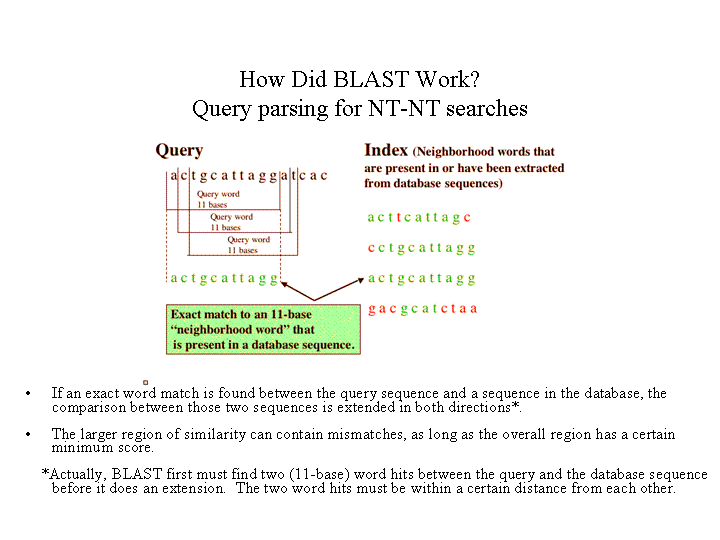 How Did BLAST Work?
Query parsing for NT-NT searches
Query
a c t g c a t t a g g a t c a c
Query word
11 bases
Query word
11 bases
Query word
11 bases
a c t g c a t t a g g
Index (Neighborhood words that
are present in or have been extracted
from database sequences)
a c t t c a t t a g c
c c t g c a t t a g g
a c t g c a t t a g g
g a c g c a t c t a a
Exact match to an 11-base
“neighborhood word” that
is present in a database sequence.
• If an exact word match is found between the query sequence and a sequence in the database, the
comparison between those two sequences is extended in both directions*.
• The larger region of similarity can contain mismatches, as long as the overall region has a certain
minimum score.
*Actually, BLAST first must find two (11-base) word hits between the query and the database sequence
before it does an extension. The two word hits must be within a certain distance from each other.